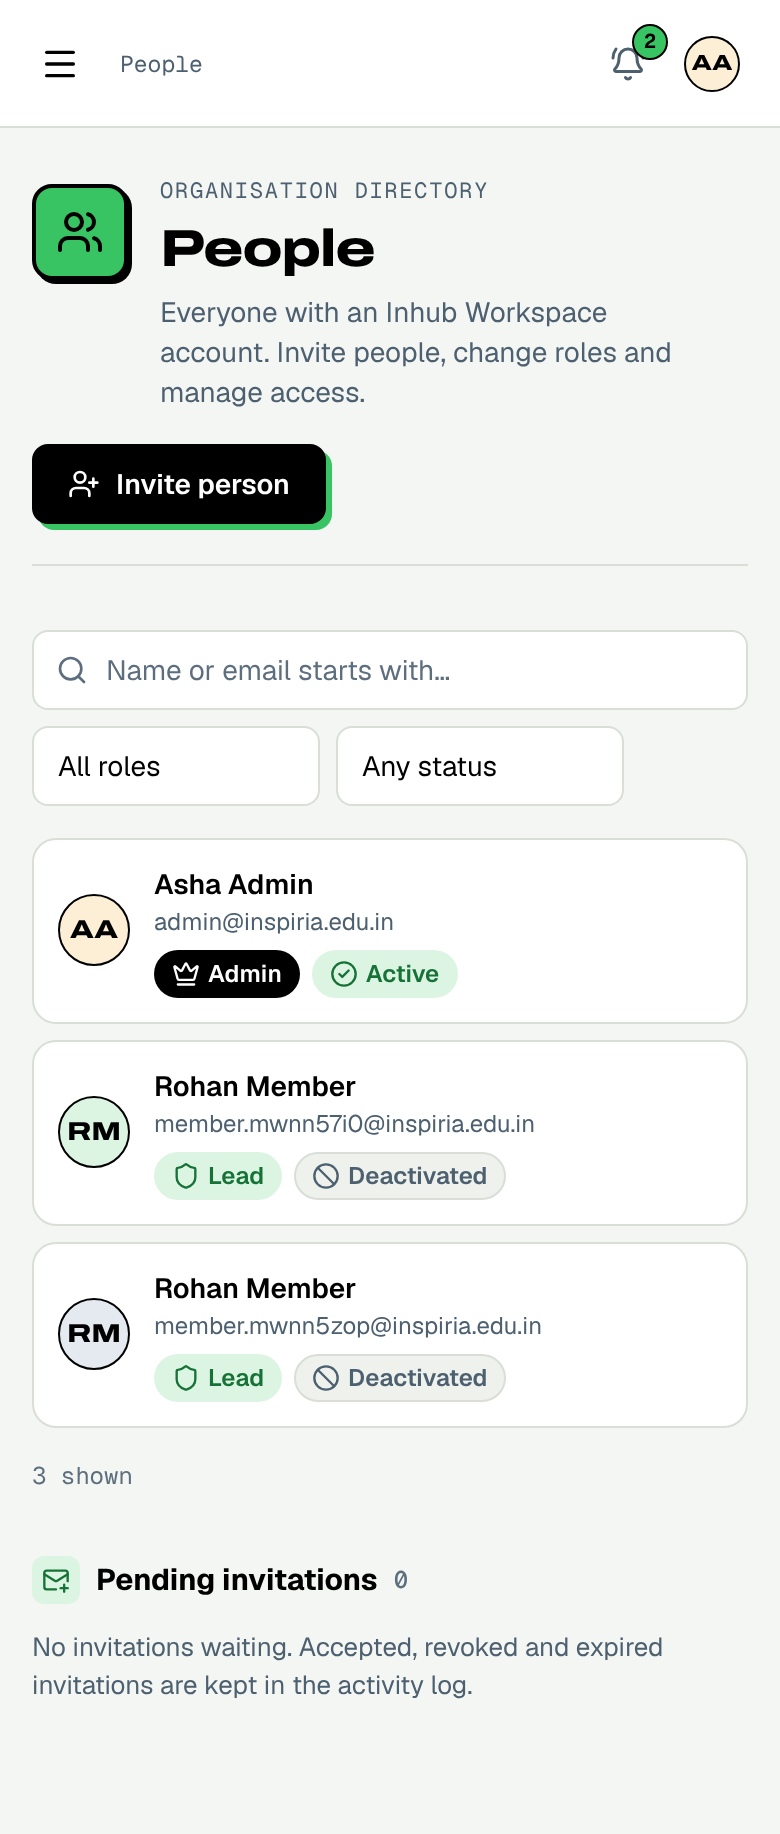 People
2
AA
ORGANISATION DIRECTORY
People
Everyone with an Inhub Workspace
account. Invite people, change roles and
manage access.
Invite person
Name or email starts with...
All roles
Any status
AA
Asha Admin
admin@inspiria.edu.in
Admin
Active
RM
Rohan Member
member.mwnn57i0@inspiria.edu.in
Lead
Deactivated
RM
Rohan Member
member.mwnn5zop@inspiria.edu.in
Lead
Deactivated
3 shown
Pending invitations 0
No invitations waiting. Accepted, revoked and expired
invitations are kept in the activity log.